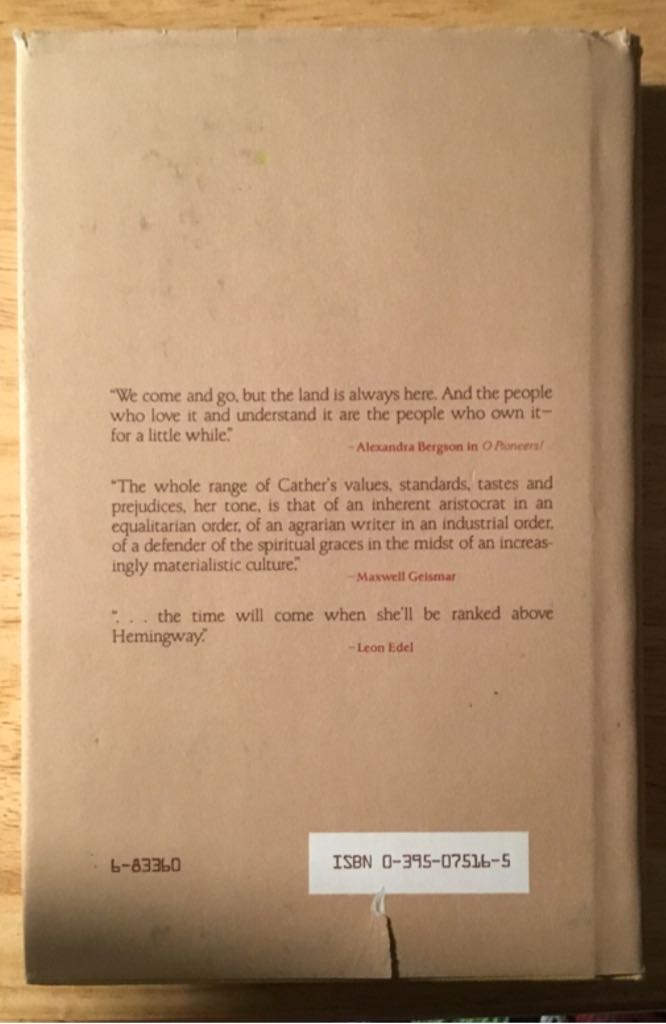 “We come and go, but the land is always here. And the people
who love it and understand it are the people who own it—
for a little while.”
–Alexandra Bergson in O Pioneers!
“The whole range of Cather’s values, standards, tastes and
prejudices, her tone, is that of an inherent aristocrat in an
equalitarian order, of an agrarian writer in an industrial order,
of a defender of the spiritual graces in the midst of an increas-
ingly materialistic culture.”
–Maxwell Geismar
“. . . the time will come when she’ll be ranked above
Hemingway.”
–Leon Edel
6-83360
ISBN 0-395-07516-5